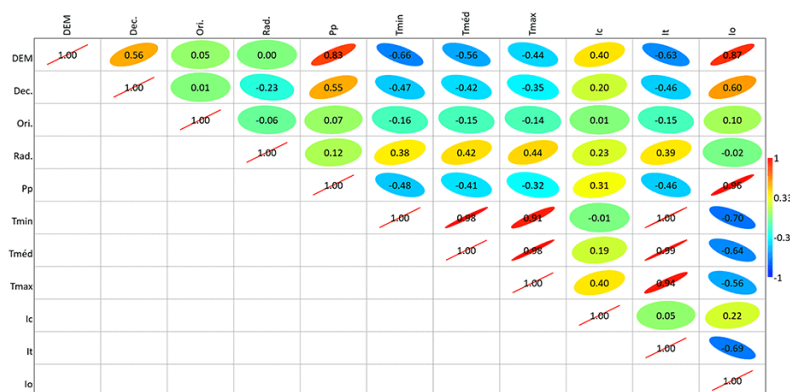 DEM Dec. Ori. Rad. Pp Tmin Tméd Tmax Ic It Io
DEM 1.00 0.56 0.05 0.00 0.83 -0.66 -0.56 -0.44 0.40 -0.63 0.87
Dec. 1.00 0.01 -0.23 0.55 -0.47 -0.42 -0.35 0.20 -0.46 0.60
Ori. 1.00 -0.06 0.07 -0.16 -0.15 -0.14 0.01 -0.15 0.10
Rad. 1.00 0.12 0.38 0.42 0.44 0.23 0.39 -0.02
Pp 1.00 -0.48 -0.41 -0.32 0.31 -0.46 0.96
Tmin 1.00 0.98 0.91 -0.01 1.00 -0.70
Tméd 1.00 0.98 0.19 0.99 -0.64
Tmax 1.00 0.40 0.94 -0.56
Ic 1.00 0.05 0.22
It 1.00 -0.69
Io 1.00
1
0.33
-0.3
-1